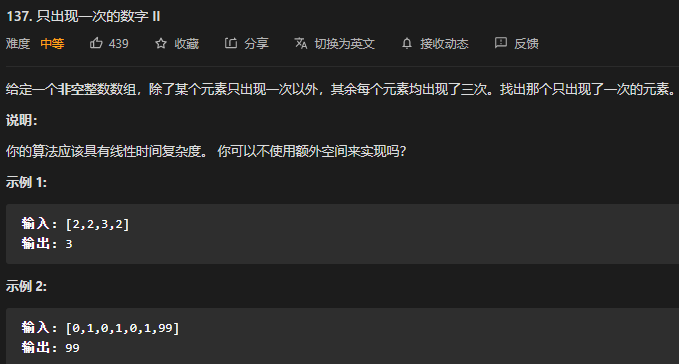 137. 只出现一次的数字 II
难度 中等 439 收藏 分享 切换为英文 接收动态 反馈
给定一个非空整数数组，除了某个元素只出现一次以外，其余每个元素均出现了三次。找出那个只出现了一次的元素。
说明：
你的算法应该具有线性时间复杂度。 你可以不使用额外空间来实现吗？
示例 1:
输入: [2,2,3,2]
输出: 3
示例 2:
输入: [0,1,0,1,0,1,99]
输出: 99